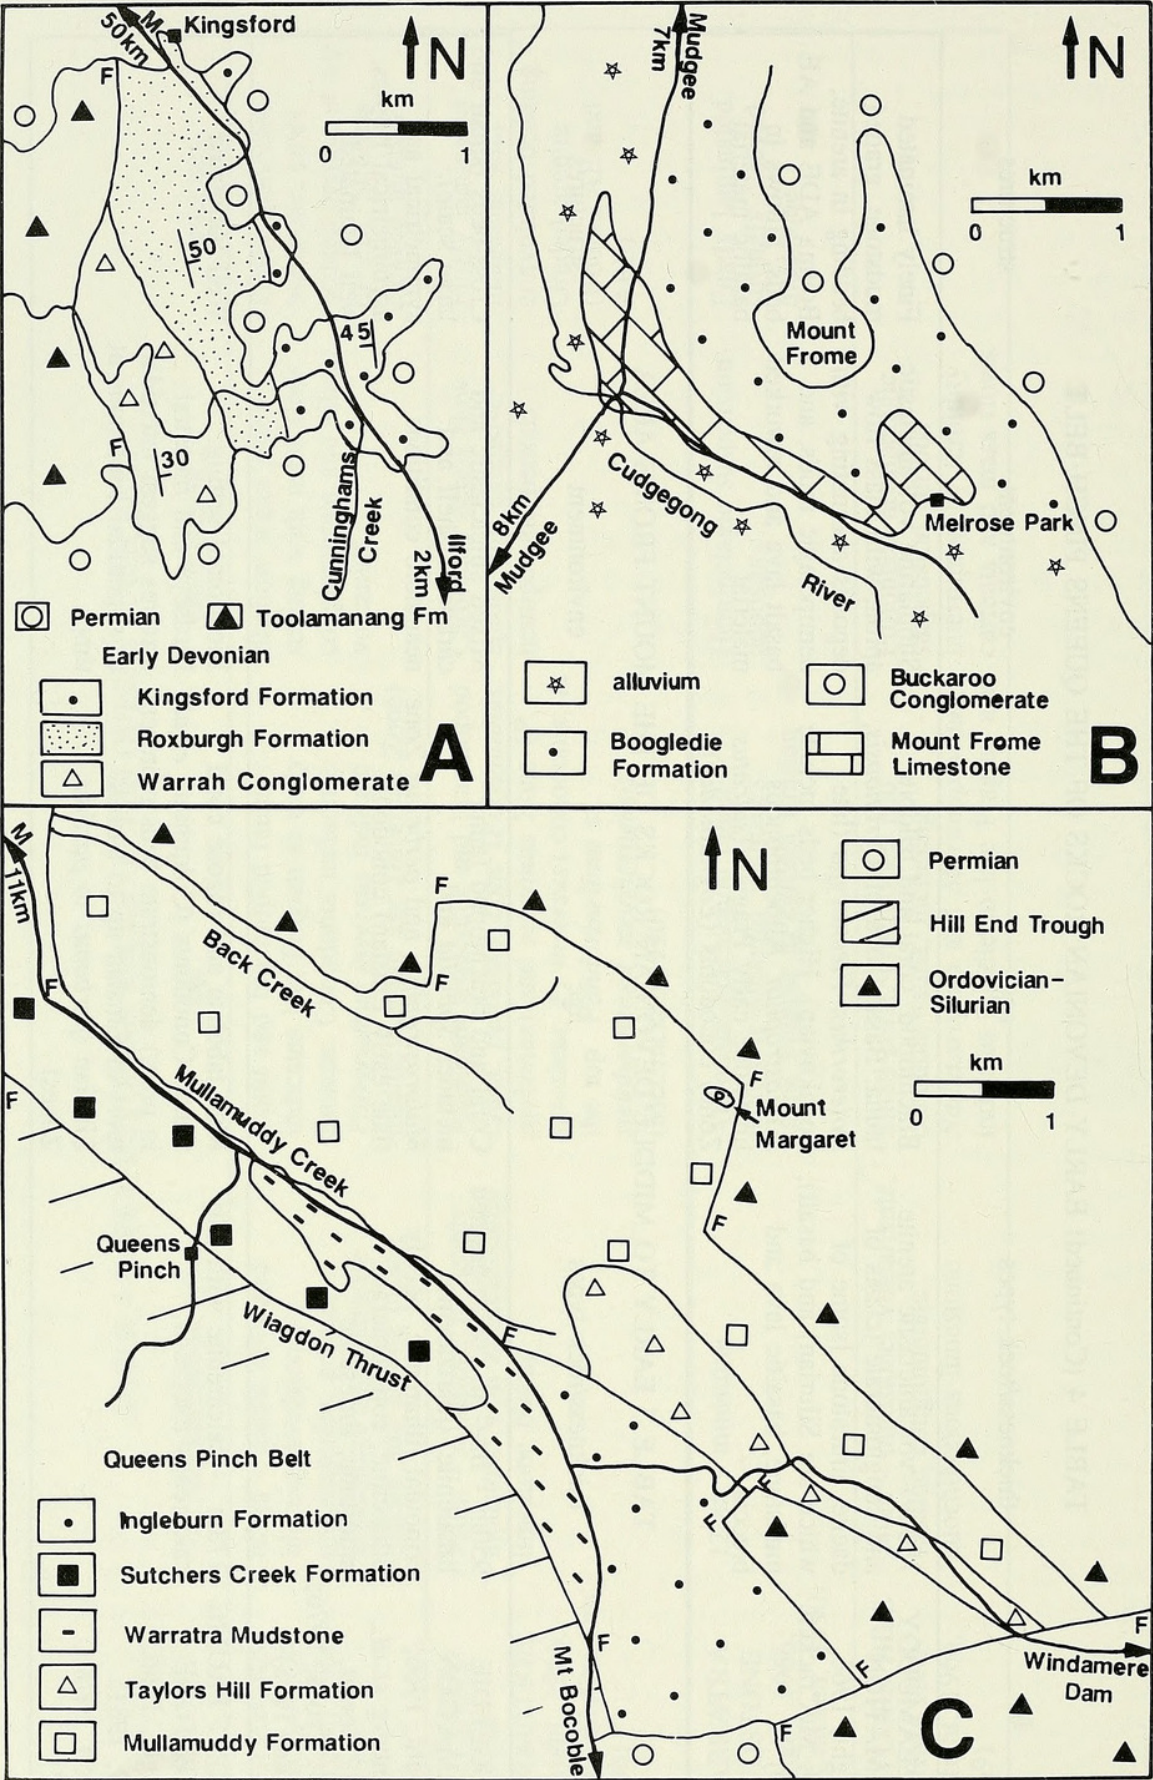 M
50km
Kingsford
N
km
0 1
F
50
45
F
30
Cunninghams
Creek
Ilford
2km
Permian
Toolamanang Fm
Early Devonian
Kingsford Formation
Roxburgh Formation
Warrah Conglomerate
A
Mudgee
7km
N
km
0 1
Mount
Frome
Cudgegong
River
8km
Mudgee
Melrose Park
alluvium
Buckaroo
Conglomerate
Boogledie
Formation
Mount Frome
Limestone
B
M
11km
N
Permian
Hill End Trough
Ordovician-
Silurian
km
0 1
F
F
Back Creek
F
F
F
Mount
Margaret
F
Mullamuddy Creek
Queens
Pinch
Wiagdon Thrust
F
F
F
F
F
F
F
Mt Bocoble
Windamere
Dam
Queens Pinch Belt
Ingleburn Formation
Sutchers Creek Formation
Warratra Mudstone
Taylors Hill Formation
Mullamuddy Formation
C